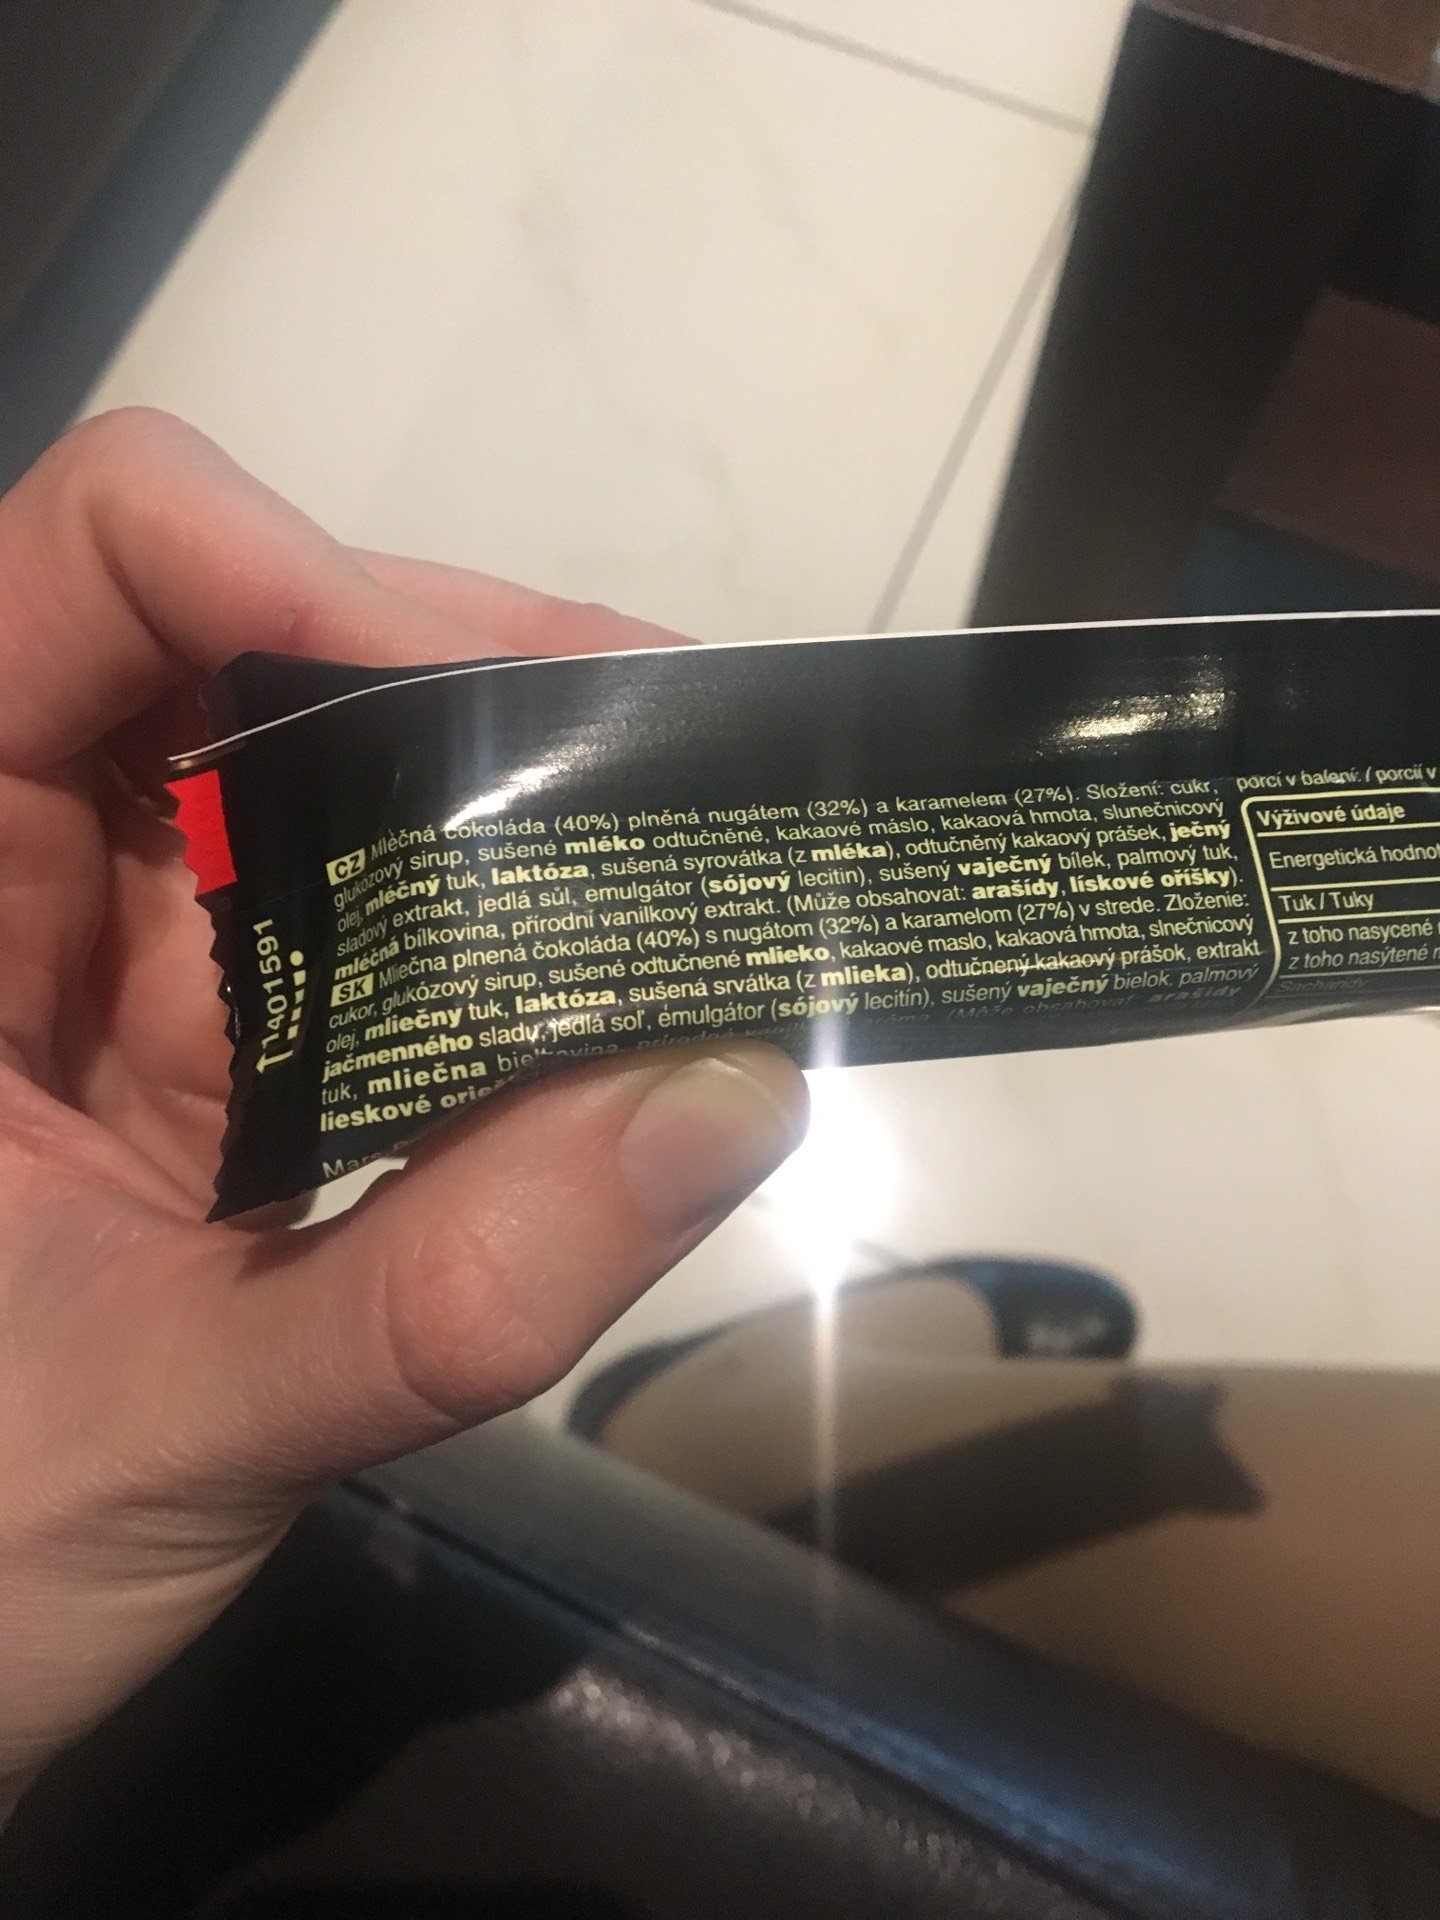 CZ Mléčná čokoláda (40%) plněná nugátem (32%) a karamelem (27%). Složení: cukr,
glukózový sirup, sušené mléko odtučněné, kakaové máslo, kakaová hmota, slunečnicový
olej, mléčný tuk, laktóza, sušená syrovátka (z mléka), odtučněný kakaový prášek, ječný
sladový extrakt, jedlá sůl, emulgátor (sójový lecitin), sušený vaječný bílek, palmový tuk,
mléčná bílkovina, přírodní vanilkový extrakt. (Může obsahovat: arašídy, lískové oříšky).
SK Mliečna plnená čokoláda (40%) s nugátom (32%) a karamelom (27%) v strede. Zloženie:
cukor, glukózový sirup, sušené odtučnené mlieko, kakaové maslo, kakaová hmota, slnečnicový
olej, mliečny tuk, laktóza, sušená srvátka (z mlieka), odtučnený kakaový prášok, extrakt
jačmenného sladu, jedlá soľ, emulgátor (sójový lecitín), sušený vaječný bielok, palmový
tuk, mliečna (Môže obsahovať: arašidy
lieskové
porcí v balení: / porcií v
Výživové údaje
Tuk / Tuky
z toho nasycené
z toho nasýtené
Sacharidy
T1401591